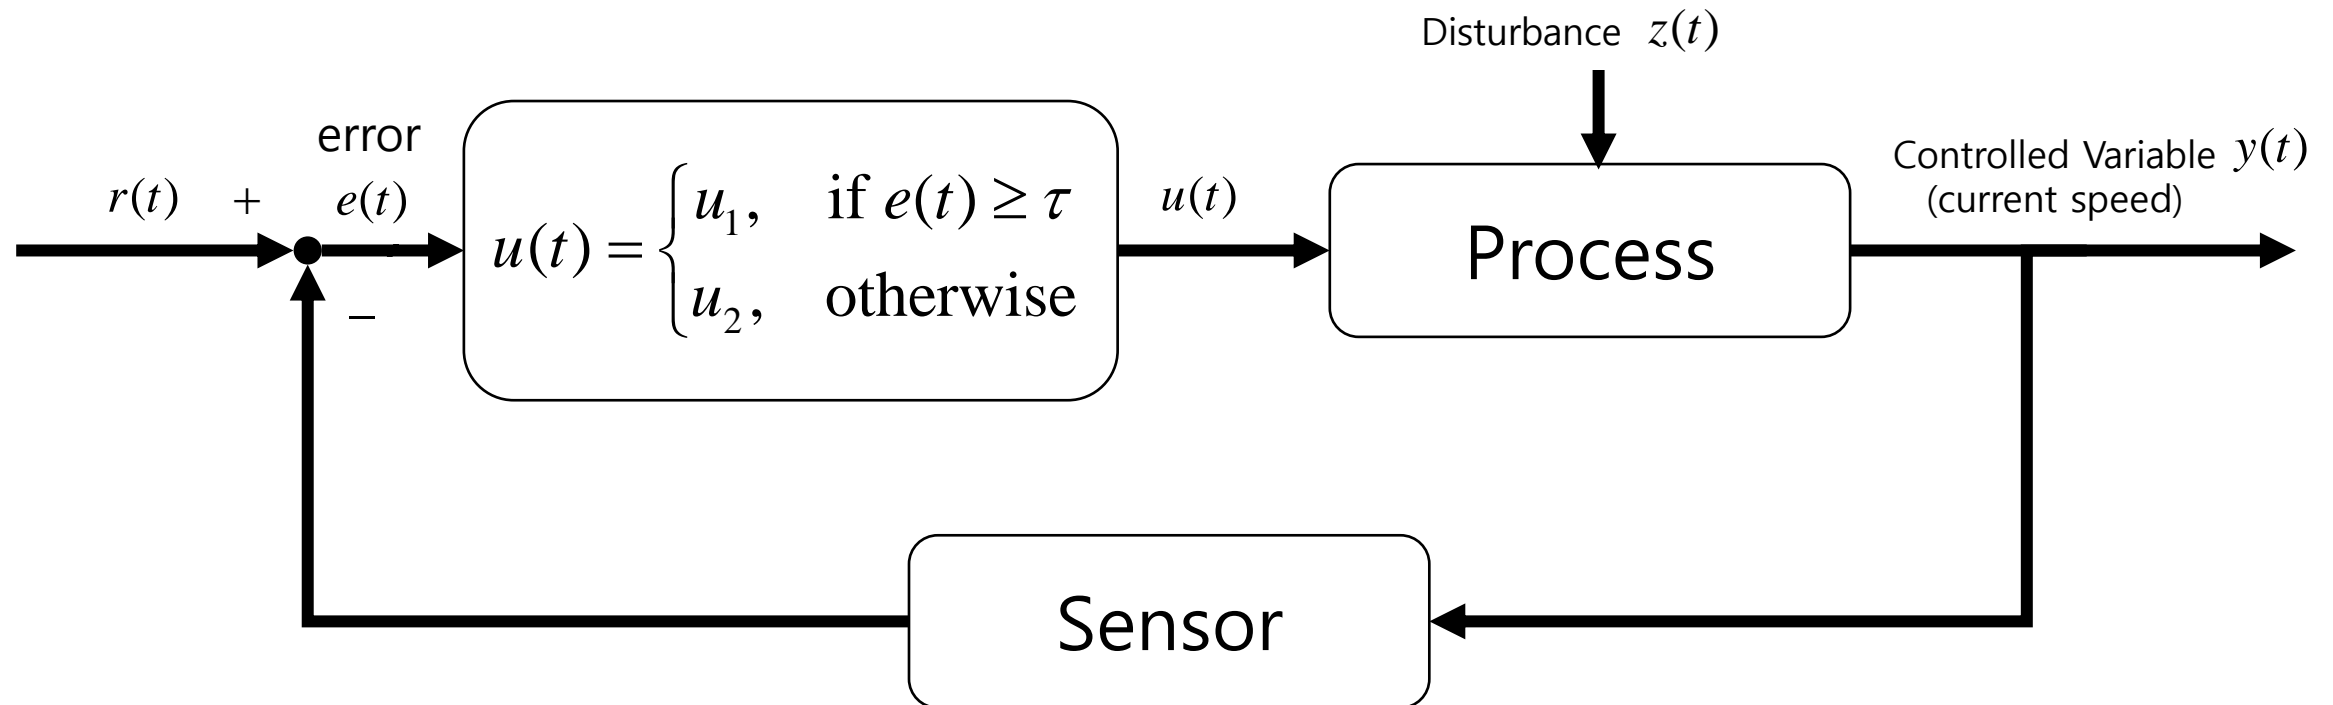 Disturbance z(t)
error
r(t) + e(t)
u(t) = { u₁, if e(t) ≥ τ
u₂, otherwise
u(t)
Process
Controlled Variable y(t)
(current speed)
−
Sensor